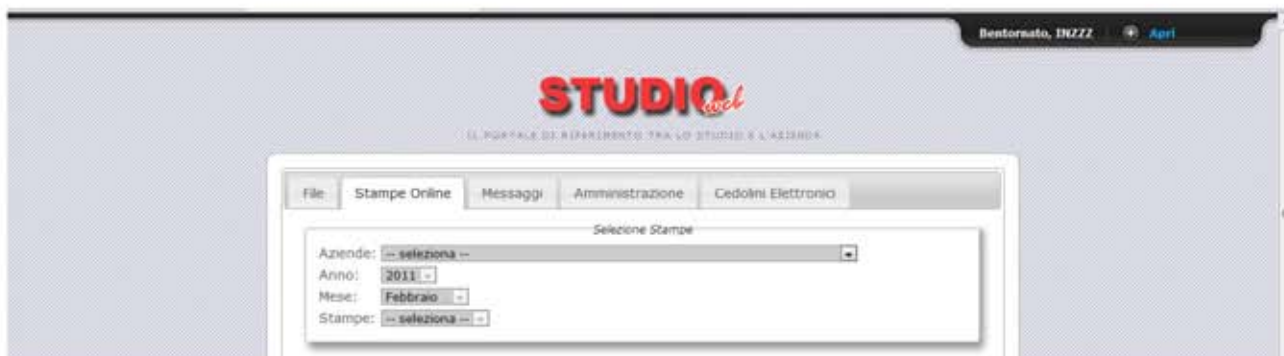 Bentornato, INZZZ Apri
STUDIO web
IL PORTALE DI RIFERIMENTO TRA LO STUDIO E L'AZIENDA
File Stampe Online Messaggi Amministrazione Cedolini Elettronici
Selezione Stampe
Aziende: -- seleziona --
Anno: 2011
Mese: Febbraio
Stampe: -- seleziona --